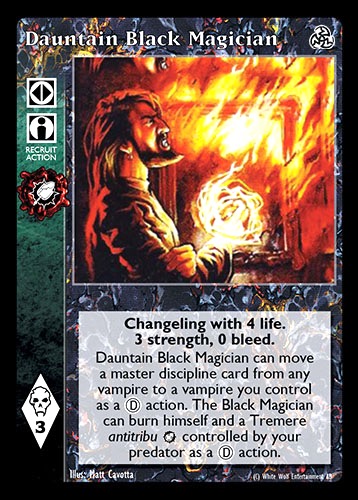 Dauntain Black Magician
RECRUIT
ACTION
Changeling with 4 life.
3 strength, 0 bleed.
Dauntain Black Magician can move
a master discipline card from any
vampire to a vampire you control
as a Ⓓ action. The Black Magician
can burn himself and a Tremere
antitribu controlled by your
predator as a Ⓓ action.
3
Illus: Matt Cavotta
(C) White Wolf Entertainment AB